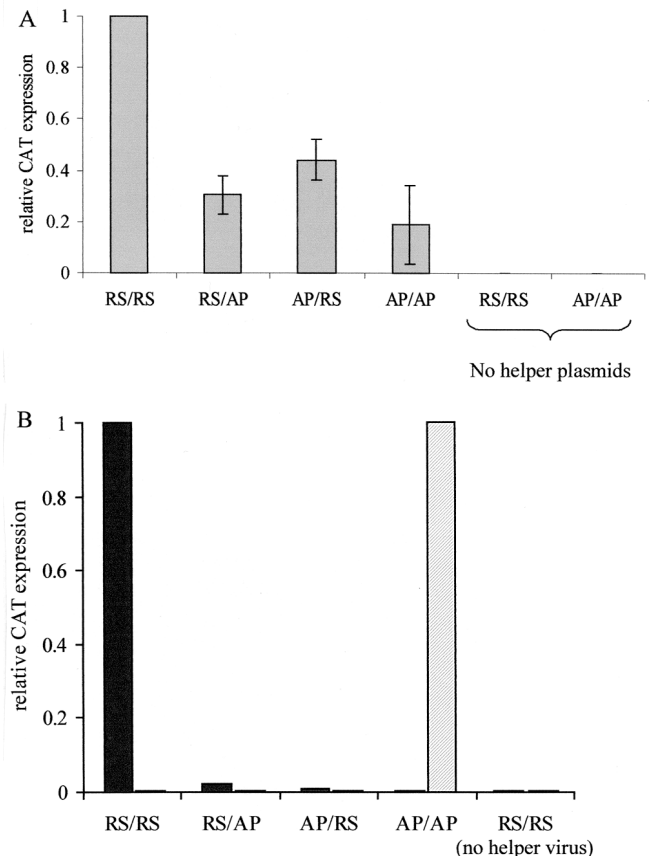 A
relative CAT expression
1
0.8
0.6
0.4
0.2
0
RS/RS RS/AP AP/RS AP/AP RS/RS AP/AP
No helper plasmids
B
relative CAT expression
1
0.8
0.6
0.4
0.2
0
RS/RS RS/AP AP/RS AP/AP RS/RS
(no helper virus)